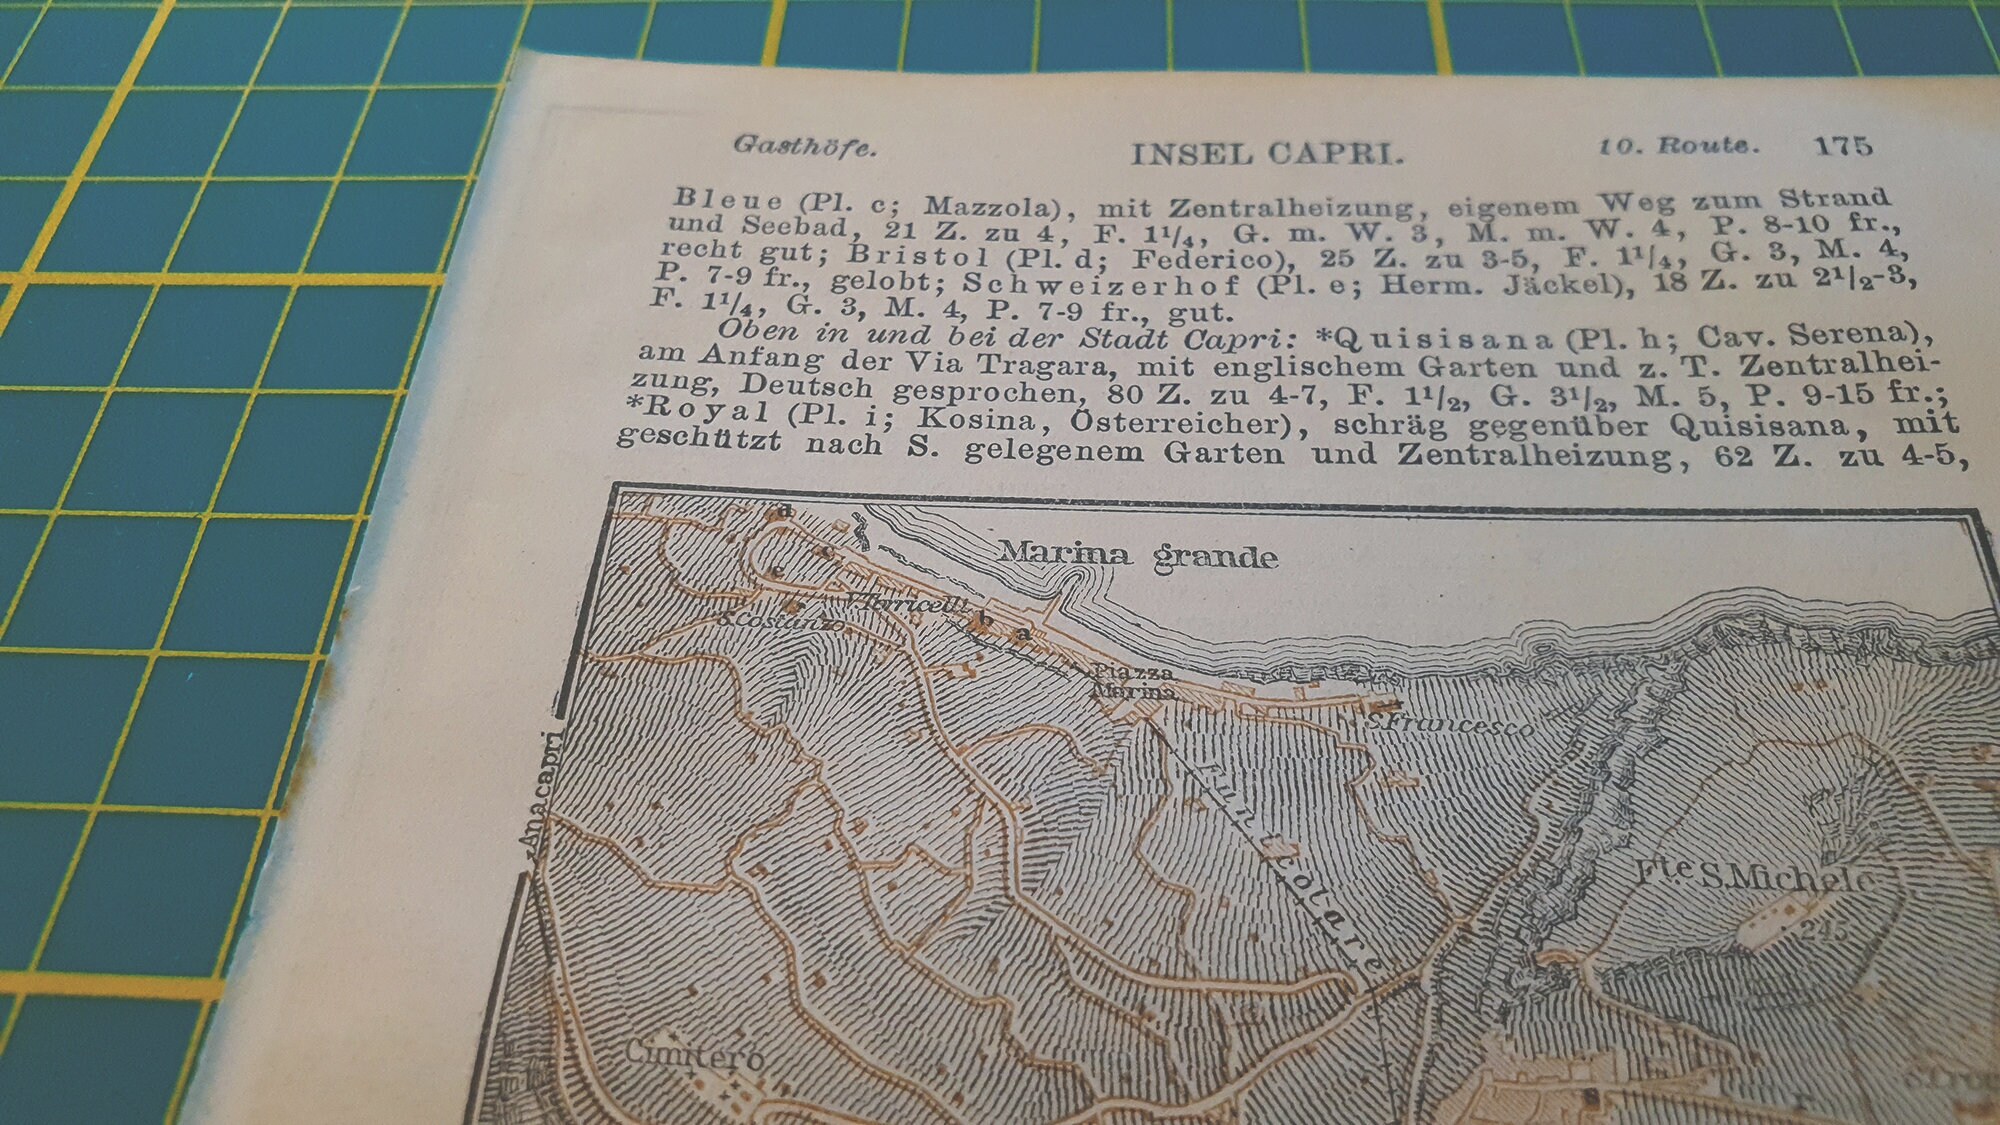 Gasthöfe. INSEL CAPRI. 10. Route. 175
Bleue (Pl. c; Mazzola), mit Zentralheizung, eigenem Weg zum Strand
und Seebad, 21 Z. zu 4, F. 1¹/₄, G. m. W. 3, M. m. W. 4, P. 8-10 fr.,
recht gut; Bristol (Pl. d; Federico), 25 Z. zu 3-5, F. 1¹/₄, G. 3, M. 4,
P. 7-9 fr., gelobt; Schweizerhof (Pl. e; Herm. Jäckel), 18 Z. zu 2¹/₂-3,
F. 1¹/₄, G. 3, M. 4, P. 7-9 fr., gut.
Oben in und bei der Stadt Capri: *Quisisana (Pl. h; Cav. Serena),
am Anfang der Via Tragara, mit englischem Garten und z. T. Zentralhei-
zung, Deutsch gesprochen, 80 Z. zu 4-7, F. 1¹/₂, G. 3¹/₂, M. 5, P. 9-15 fr.;
*Royal (Pl. i; Kosina, Österreicher), schräg gegenüber Quisisana, mit
geschützt nach S. gelegenem Garten und Zentralheizung, 62 Z. zu 4-5,
d
Marina grande
c
e
V. Torricelli
S. Costanzo
b
a
Piazza
Marina
S. Francesco
Anacapri
Funicolare
Fte S. Michele
245
Cimitero